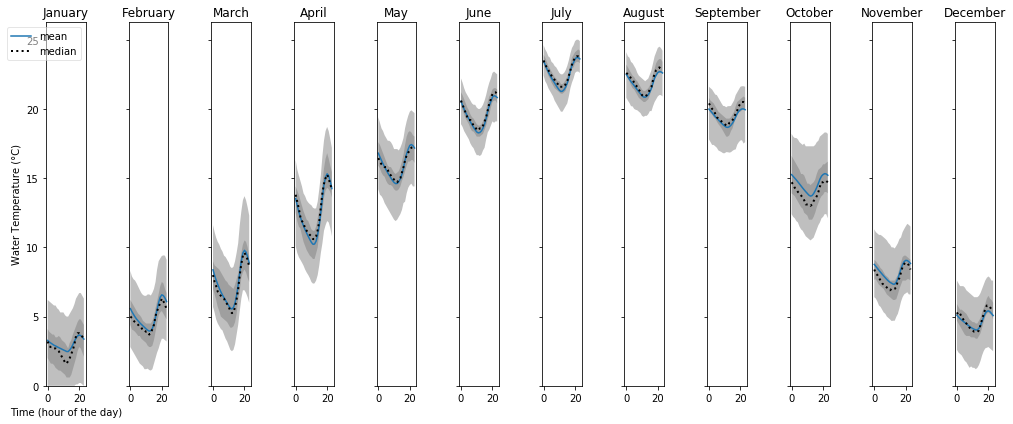 January February March April May June July August September October November December
mean
median
25
20
15
10
5
0
Water Temperature (°C)
0 20 0 20 0 20 0 20 0 20 0 20 0 20 0 20 0 20 0 20 0 20 0 20
Time (hour of the day)